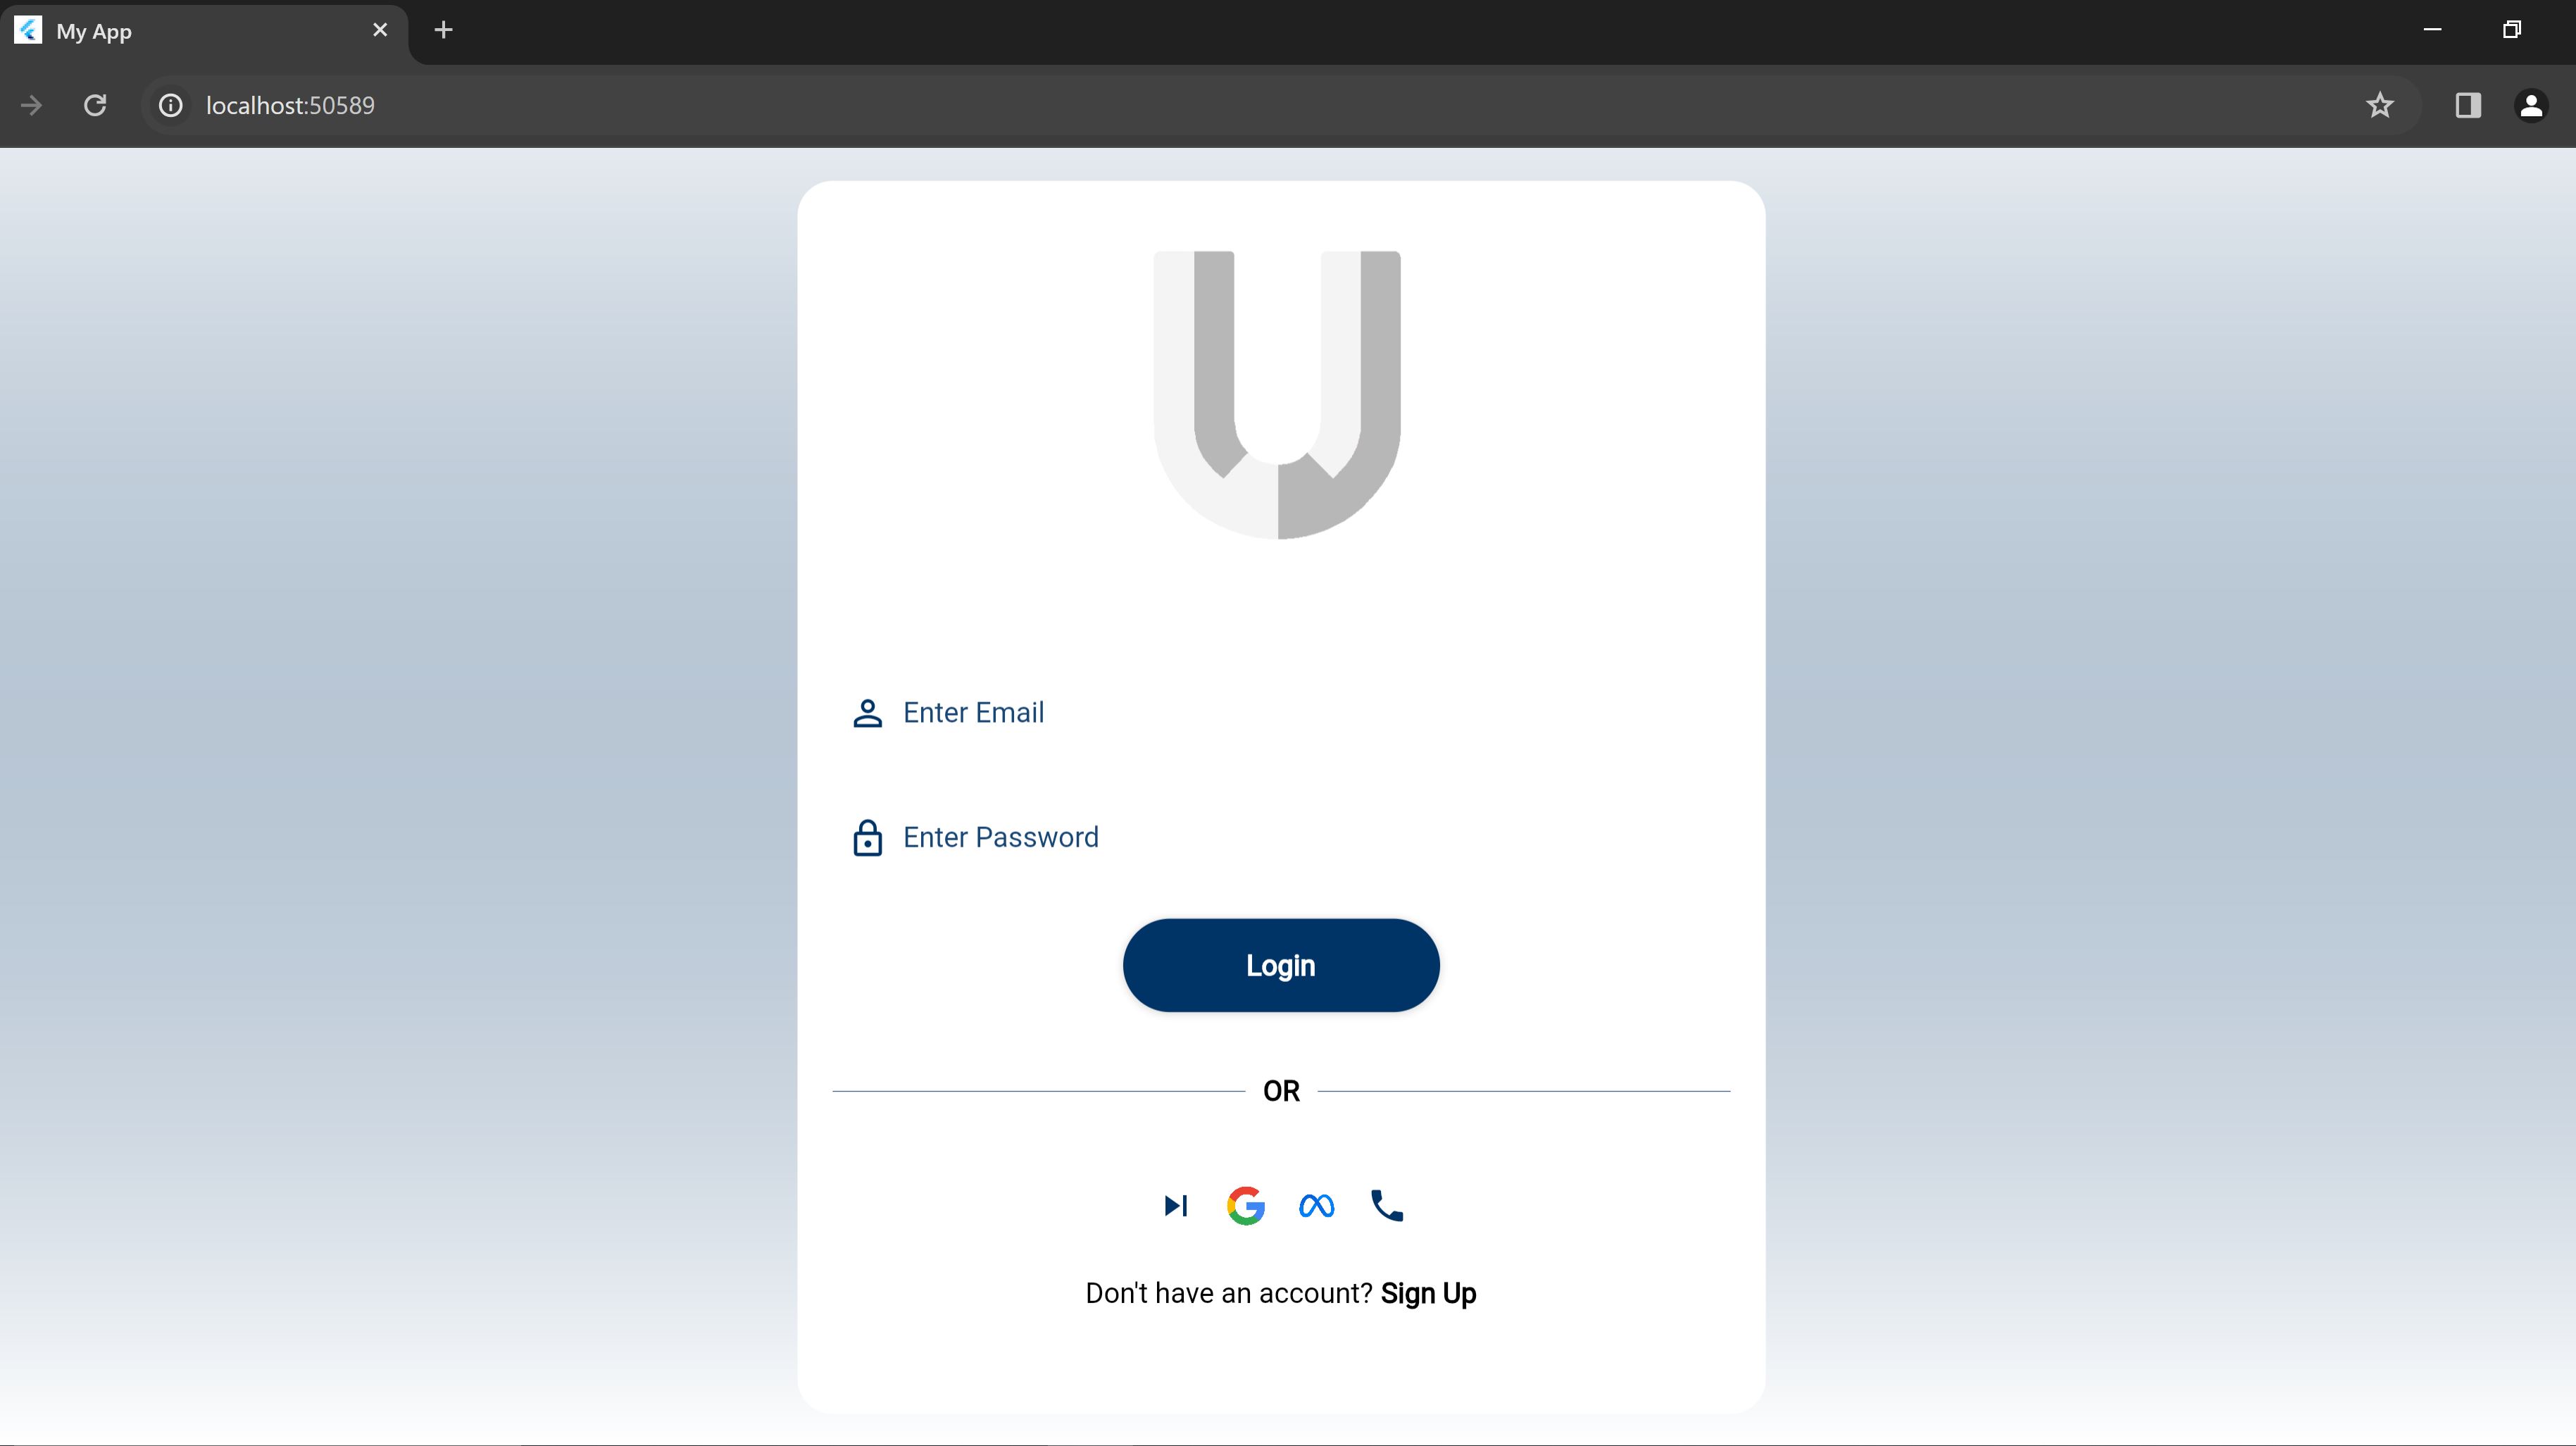 My App
localhost:50589
U
Enter Email
Enter Password
Login
OR
Don't have an account? Sign Up